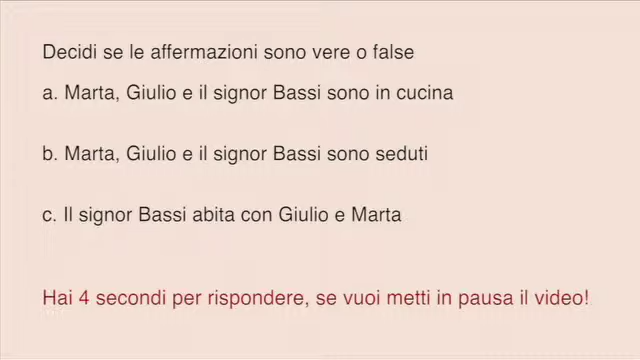 Decidi se le affermazioni sono vere o false
a. Marta, Giulio e il signor Bassi sono in cucina
b. Marta, Giulio e il signor Bassi sono seduti
c. Il signor Bassi abita con Giulio e Marta
Hai 4 secondi per rispondere, se vuoi metti in pausa il video!